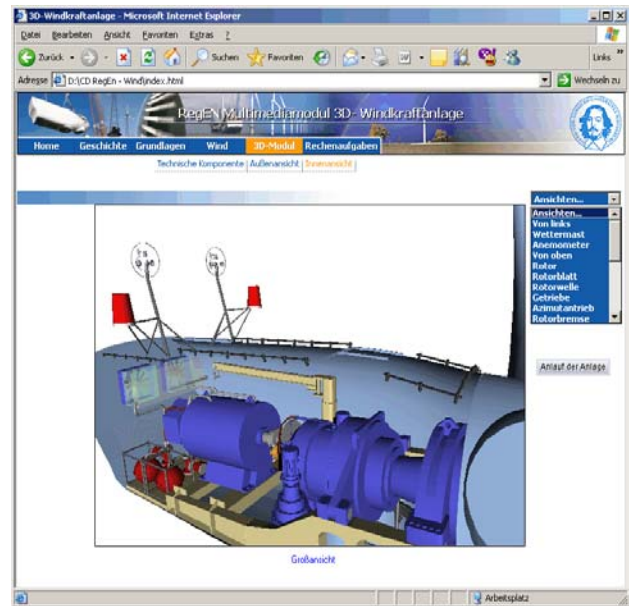 3D-Windkraftanlage - Microsoft Internet Explorer
Datei Bearbeiten Ansicht Favoriten Extras ?
Zurück Suchen Favoriten Links »
Adresse D:\CD RegEn - Wind\index.html Wechseln zu
RegEN Multimediamodul 3D- Windkraftanlage
Home Geschichte Grundlagen Wind 3D-Modul Rechenaufgaben
Technische Komponente | Außenansicht | Innenansicht |
Ansichten...
Ansichten...
Von links
Wettermast
Anemometer
Von oben
Rotor
Rotorblatt
Rotorwelle
Getriebe
Azimutantrieb
Rotorbremse
Anlauf der Anlage
Großansicht
Arbeitsplatz